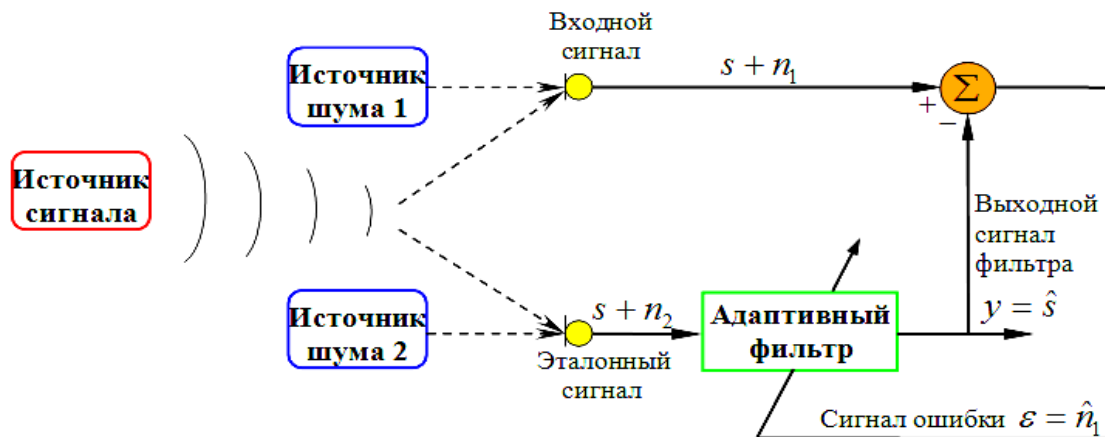 Входной
сигнал
Источник
шума 1
s + n₁
Σ
+
−
Источник
сигнала
Выходной
сигнал
фильтра
Источник
шума 2
s + n₂
Адаптивный
фильтр
y = ŝ
Эталонный
сигнал
Сигнал ошибки ε = n̂₁